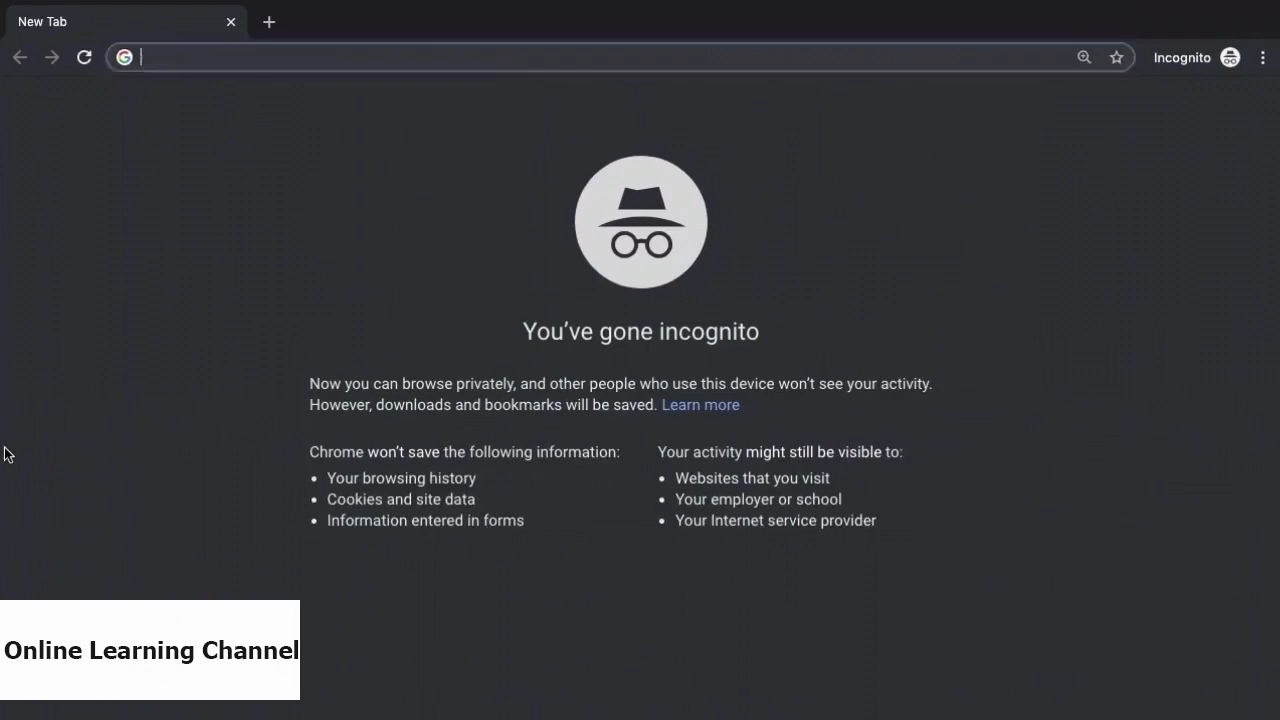 New Tab
Incognito
You’ve gone incognito
Now you can browse privately, and other people who use this device won’t see your activity.
However, downloads and bookmarks will be saved. Learn more
Chrome won’t save the following information:
• Your browsing history
• Cookies and site data
• Information entered in forms
Your activity might still be visible to:
• Websites that you visit
• Your employer or school
• Your Internet service provider
Online Learning Channel